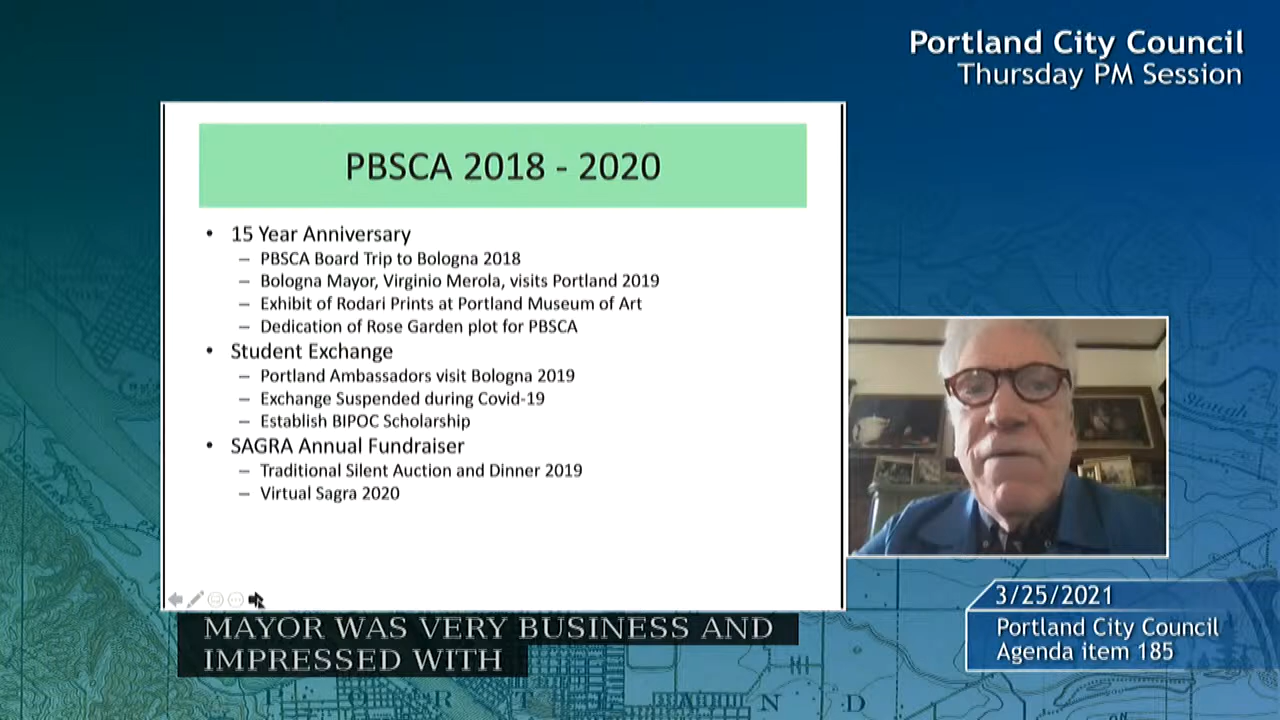 Portland City Council
Thursday PM Session
PBSCA 2018 - 2020
• 15 Year Anniversary
– PBSCA Board Trip to Bologna 2018
– Bologna Mayor, Virginio Merola, visits Portland 2019
– Exhibit of Rodari Prints at Portland Museum of Art
– Dedication of Rose Garden plot for PBSCA
• Student Exchange
– Portland Ambassadors visit Bologna 2019
– Exchange Suspended during Covid-19
– Establish BIPOC Scholarship
• SAGRA Annual Fundraiser
– Traditional Silent Auction and Dinner 2019
– Virtual Sagra 2020
Slough
3/25/2021
Portland City Council
Agenda item 185
MAYOR WAS VERY BUSINESS AND
IMPRESSED WITH